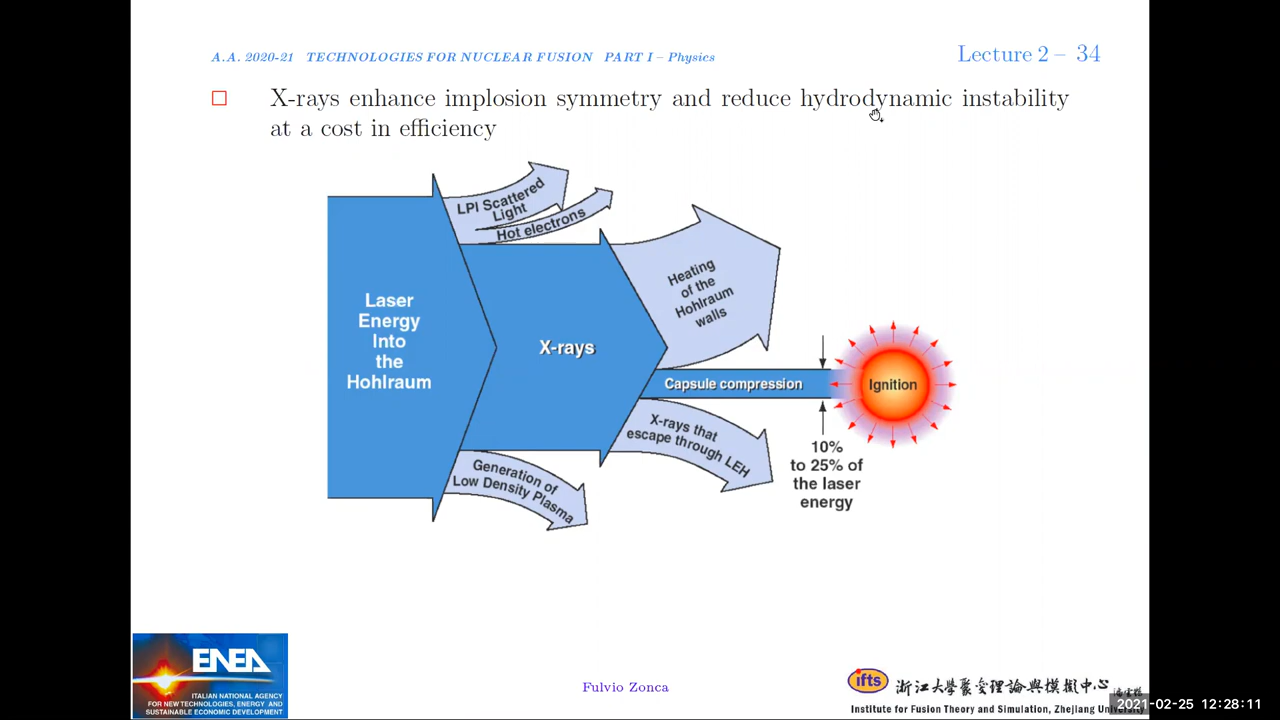 A.A. 2020-21 TECHNOLOGIES FOR NUCLEAR FUSION PART I – Physics
Lecture 2 – 34
X-rays enhance implosion symmetry and reduce hydrodynamic instability
at a cost in efficiency
LPI Scattered
Light
Hot electrons
Laser
Energy
Into
the
Hohlraum
X-rays
Heating
of the
Hohlraum
walls
Capsule compression
Ignition
X-rays that
escape through LEH
Generation of
Low Density Plasma
10%
to 25% of
the laser
energy
ENEA
ITALIAN NATIONAL AGENCY
FOR NEW TECHNOLOGIES, ENERGY AND
SUSTAINABLE ECONOMIC DEVELOPMENT
Fulvio Zonca
ifts
浙江大學聚变理論與模擬中心
Institute for Fusion Theory and Simulation, Zhejiang University
2021-02-25 12:28:11